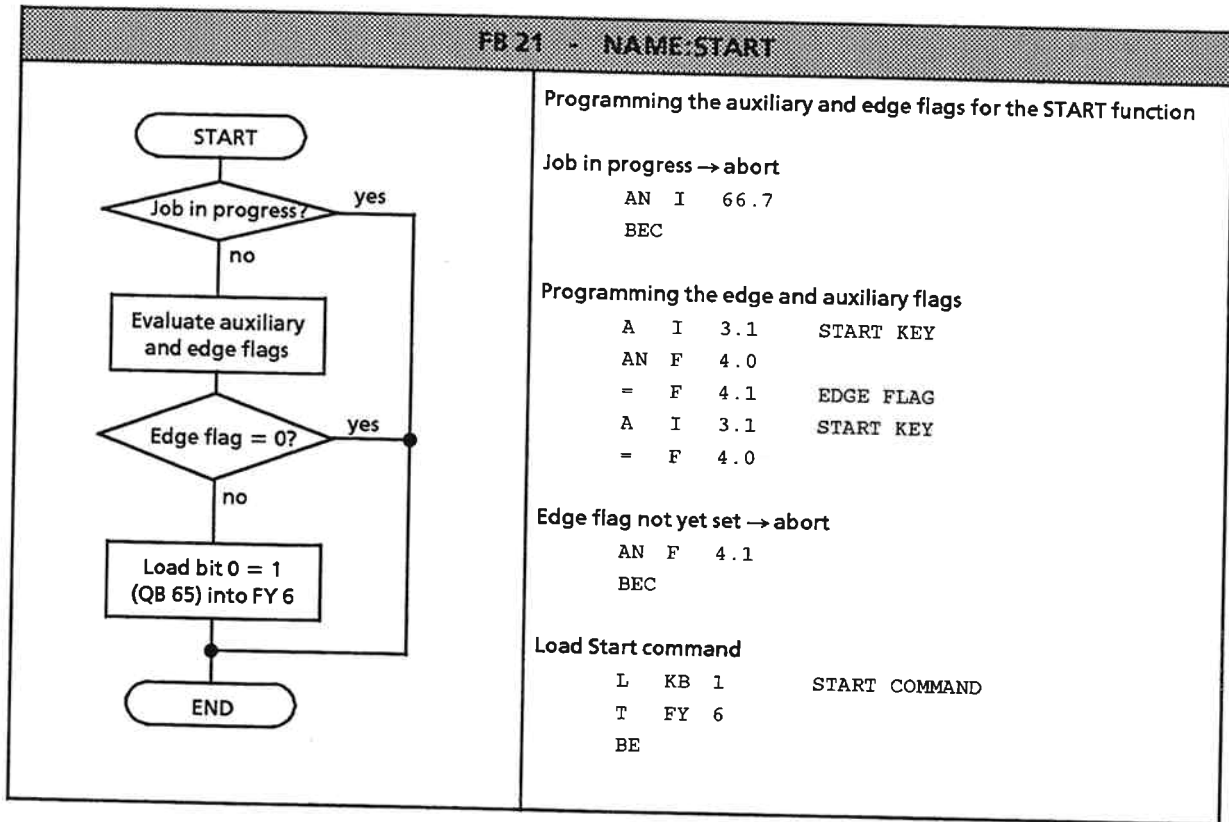 FB 21 - NAME:START
START
Job in progress?
yes
no
Evaluate auxiliary
and edge flags
Edge flag = 0?
yes
no
Load bit 0 = 1
(QB 65) into FY 6
END
Programming the auxiliary and edge flags for the START function
Job in progress → abort
AN I 66.7
BEC
Programming the edge and auxiliary flags
A I 3.1 START KEY
AN F 4.0
= F 4.1 EDGE FLAG
A I 3.1 START KEY
= F 4.0
Edge flag not yet set → abort
AN F 4.1
BEC
Load Start command
L KB 1 START COMMAND
T FY 6
BE